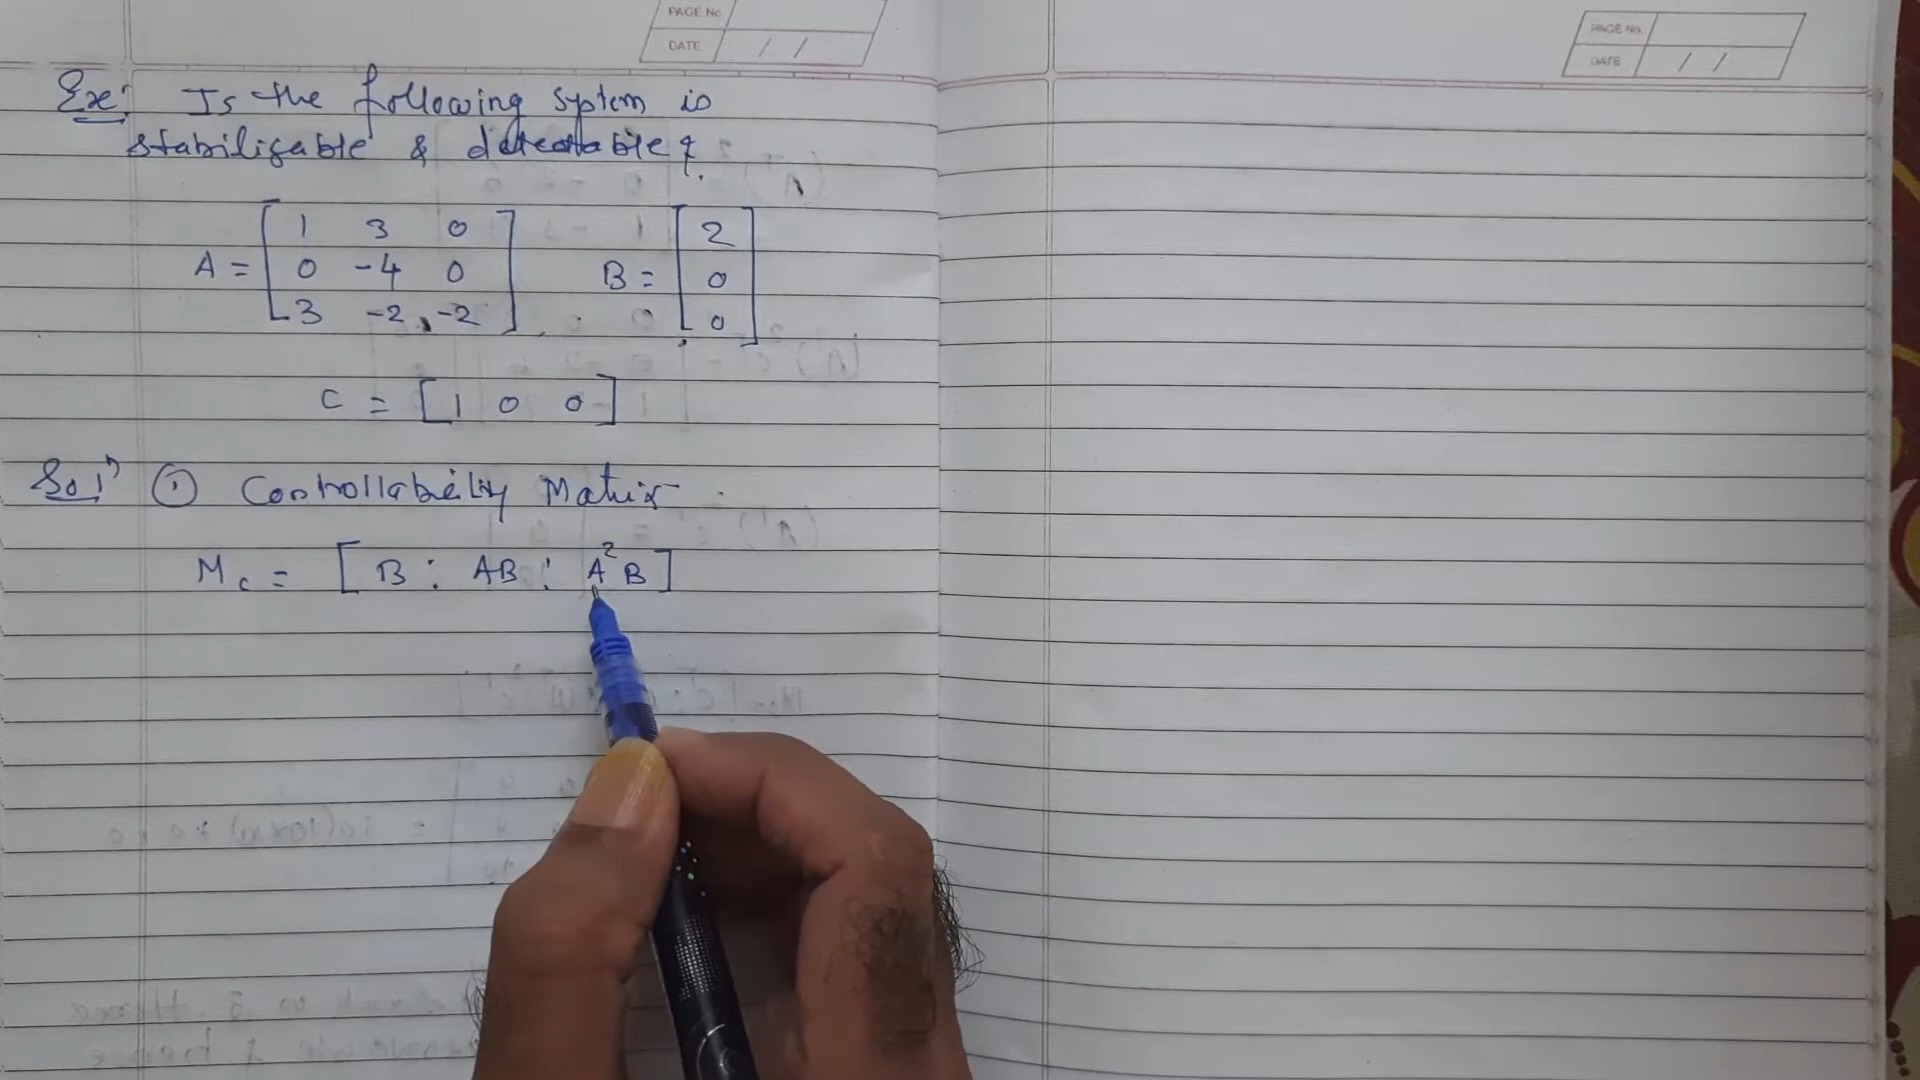 PAGE No.
DATE / /
PAGE No.
DATE / /
Ex: Is the following system is
stabilizable & detectable ?
A = [ 1 3 0
0 -4 0
3 -2 -2 ]
B = [ 2
0
0 ]
C = [ 1 0 0 ]
Solⁿ ① Controllability Matrix
Mc = [ B : AB : A²B ]